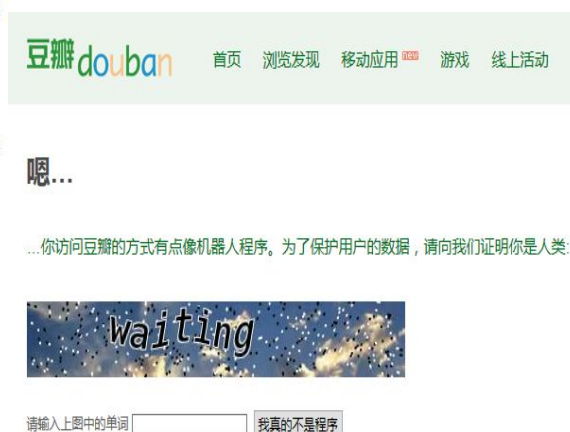 豆瓣douban 首页 浏览发现 移动应用 new 游戏 线上活动
嗯...
...你访问豆瓣的方式有点像机器人程序。为了保护用户的数据，请向我们证明你是人类:
waiting
请输入上图中的单词 我真的不是程序